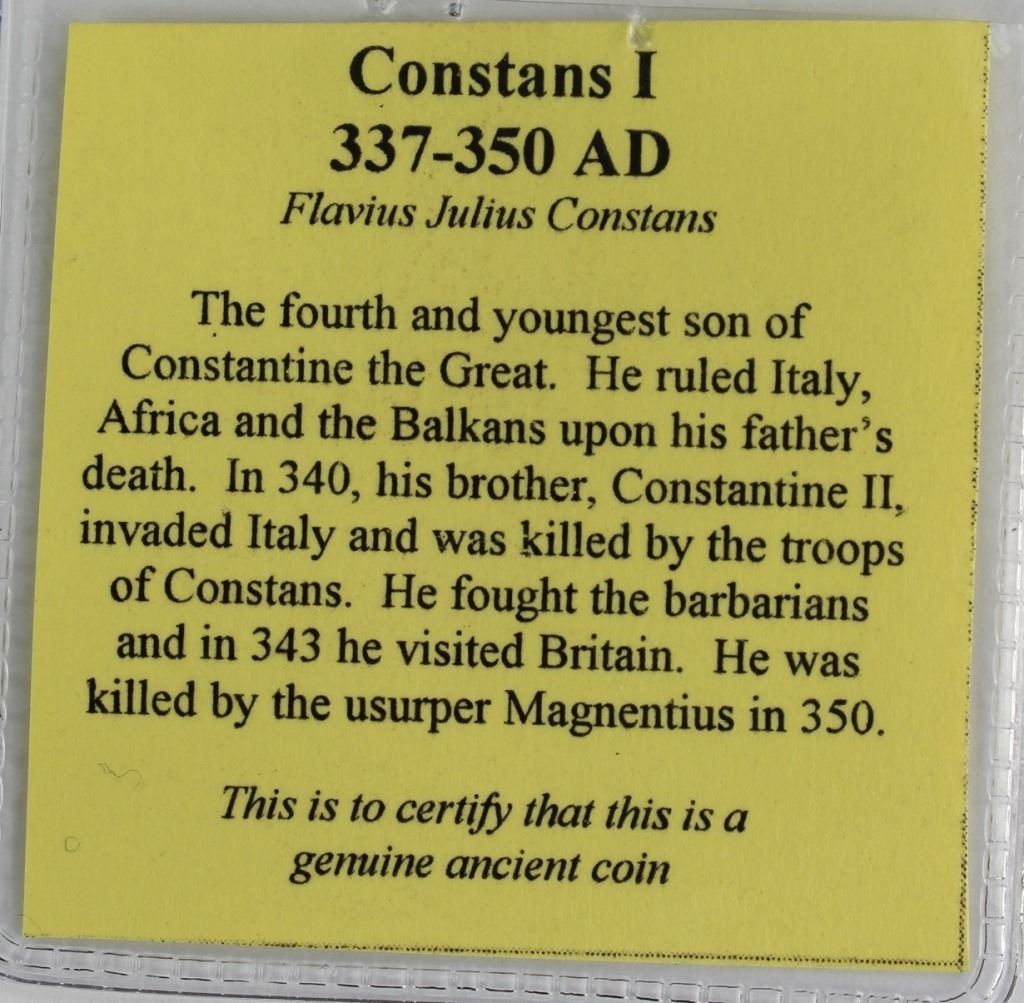 Constans I
337-350 AD
Flavius Julius Constans
The fourth and youngest son of
Constantine the Great. He ruled Italy,
Africa and the Balkans upon his father's
death. In 340, his brother, Constantine II,
invaded Italy and was killed by the troops
of Constans. He fought the barbarians
and in 343 he visited Britain. He was
killed by the usurper Magnentius in 350.
This is to certify that this is a
genuine ancient coin